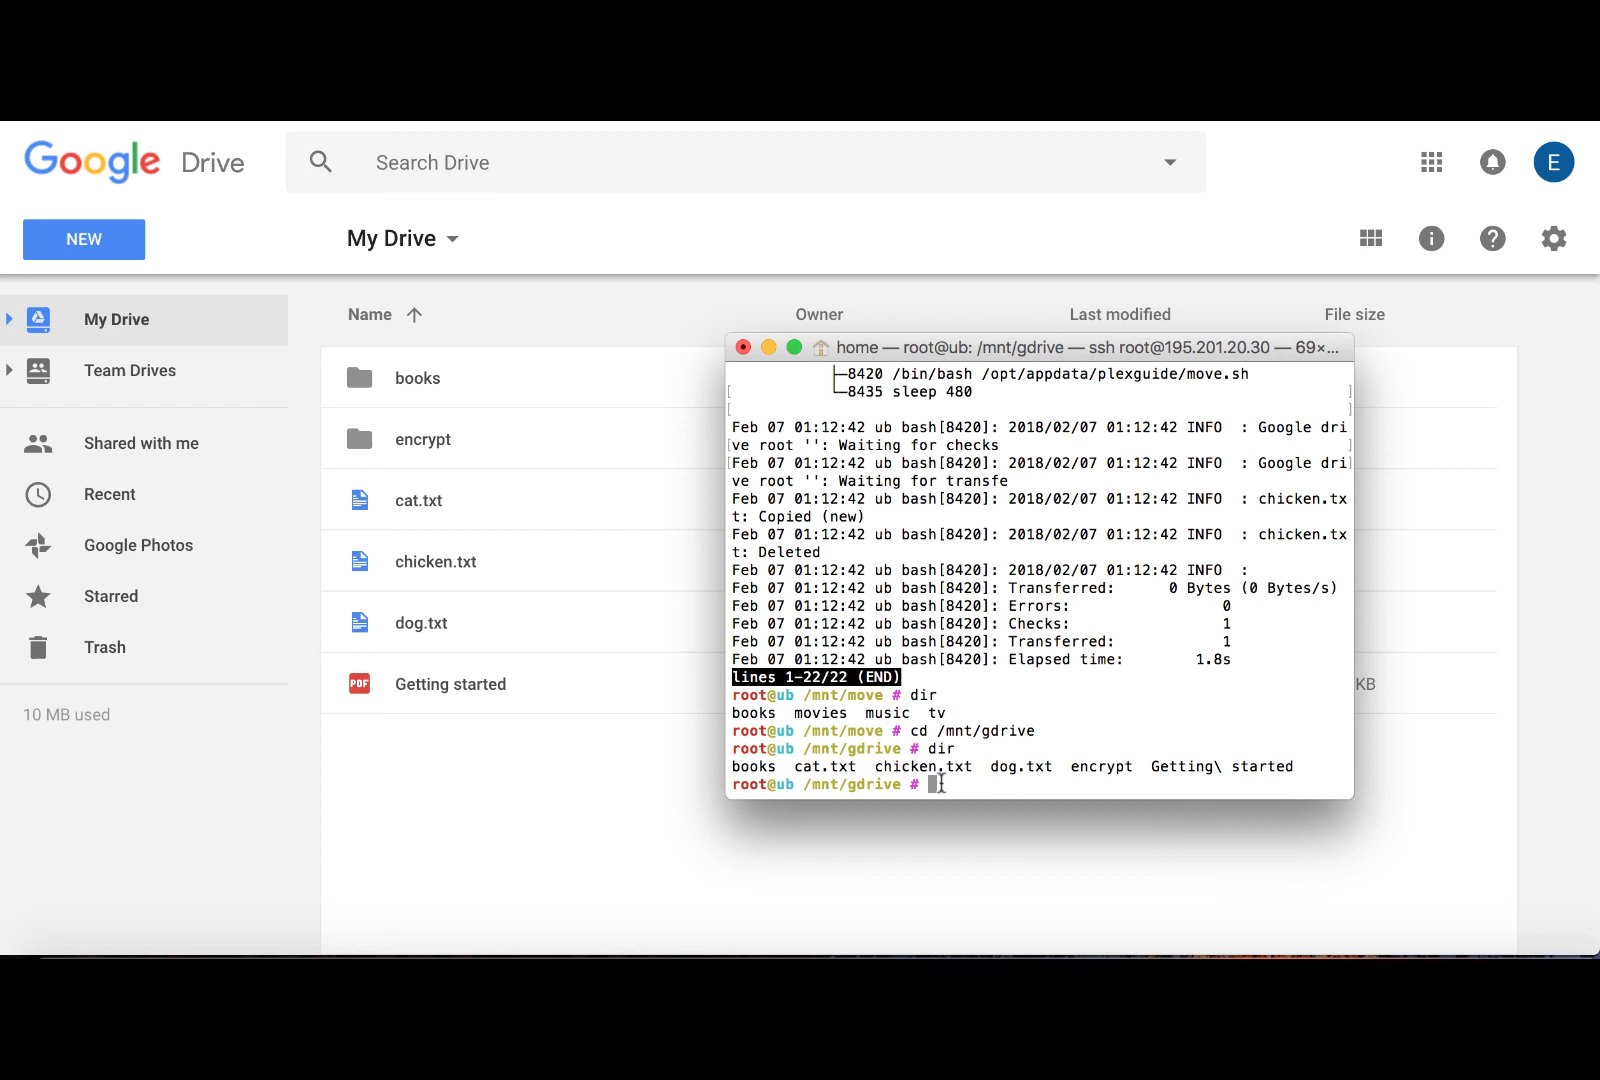 Google Drive
Search Drive
E
NEW
My Drive
My Drive
Team Drives
Shared with me
Recent
Google Photos
Starred
Trash
10 MB used
Name
Owner
Last modified
File size
books
encrypt
cat.txt
chicken.txt
dog.txt
PDF Getting started
KB
home — root@ub: /mnt/gdrive — ssh root@195.201.20.30 — 69×...
├─8420 /bin/bash /opt/appdata/plexguide/move.sh
└─8435 sleep 480
Feb 07 01:12:42 ub bash[8420]: 2018/02/07 01:12:42 INFO  : Google dri
ve root '': Waiting for checks
Feb 07 01:12:42 ub bash[8420]: 2018/02/07 01:12:42 INFO  : Google dri
ve root '': Waiting for transfe
Feb 07 01:12:42 ub bash[8420]: 2018/02/07 01:12:42 INFO  : chicken.tx
t: Copied (new)
Feb 07 01:12:42 ub bash[8420]: 2018/02/07 01:12:42 INFO  : chicken.tx
t: Deleted
Feb 07 01:12:42 ub bash[8420]: 2018/02/07 01:12:42 INFO  :
Feb 07 01:12:42 ub bash[8420]: Transferred:      0 Bytes (0 Bytes/s)
Feb 07 01:12:42 ub bash[8420]: Errors:                 0
Feb 07 01:12:42 ub bash[8420]: Checks:                 1
Feb 07 01:12:42 ub bash[8420]: Transferred:            1
Feb 07 01:12:42 ub bash[8420]: Elapsed time:        1.8s
lines 1-22/22 (END)
root@ub /mnt/move # dir
books  movies  music  tv
root@ub /mnt/move # cd /mnt/gdrive
root@ub /mnt/gdrive # dir
books  cat.txt  chicken.txt  dog.txt  encrypt  Getting\ started
root@ub /mnt/gdrive #